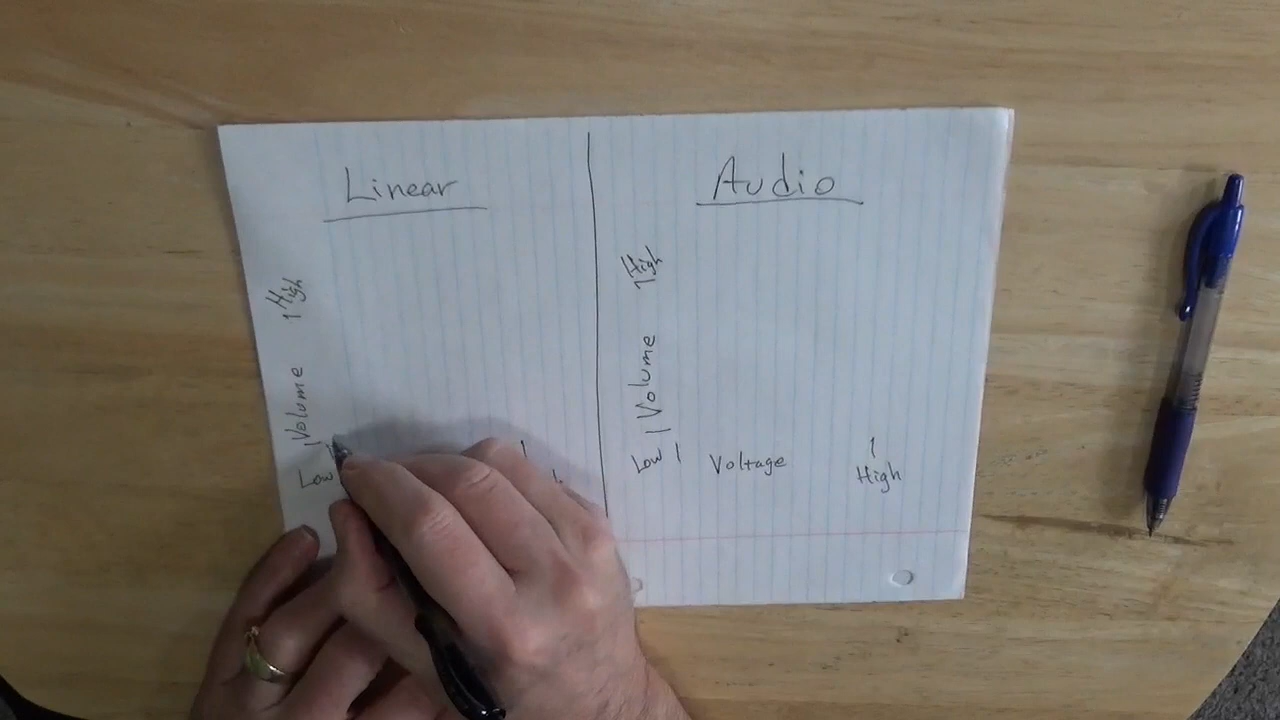 Linear
High
Volume
Low
Audio
High
Volume
Low
Voltage
High